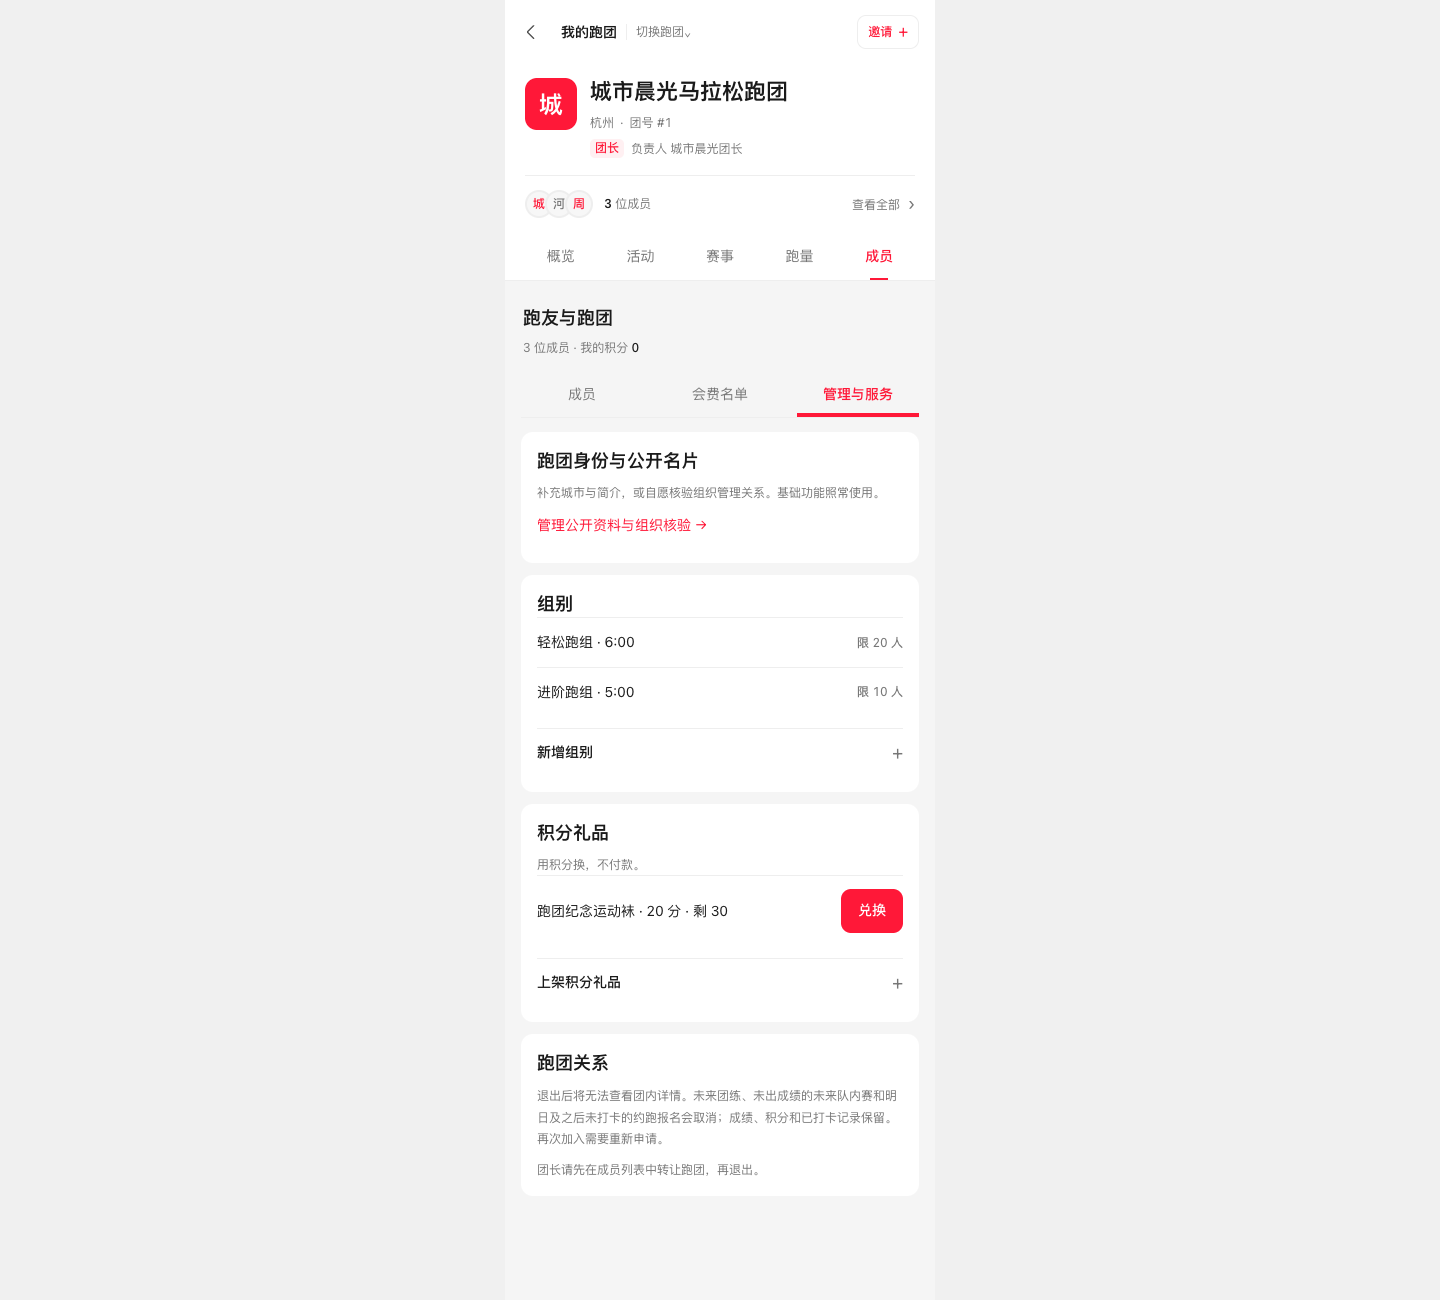 我的跑团 切换跑团
邀请 +
城
城市晨光马拉松跑团
杭州 · 团号 #1
团长 负责人 城市晨光团长
城 河 周 3 位成员 查看全部
概览 活动 赛事 跑量 成员
跑友与跑团
3 位成员 · 我的积分 0
成员 会费名单 管理与服务
跑团身份与公开名片
补充城市与简介，或自愿核验组织管理关系。基础功能照常使用。
管理公开资料与组织核验 →
组别
轻松跑组 · 6:00 限 20 人
进阶跑组 · 5:00 限 10 人
新增组别 +
积分礼品
用积分换，不付款。
跑团纪念运动袜 · 20 分 · 剩 30 兑换
上架积分礼品 +
跑团关系
退出后将无法查看团内详情。未来团练、未出成绩的未来队内赛和明
日及之后未打卡的约跑报名会取消；成绩、积分和已打卡记录保留。
再次加入需要重新申请。
团长请先在成员列表中转让跑团，再退出。